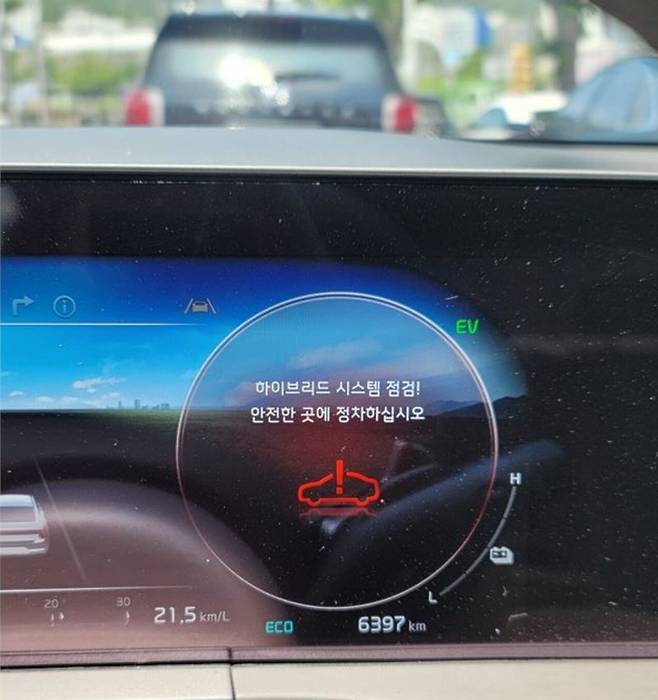 EV
하이브리드 시스템 점검!
안전한 곳에 정차하십시오
H
L
20 30
21.5 km/L
ECO
6397 km